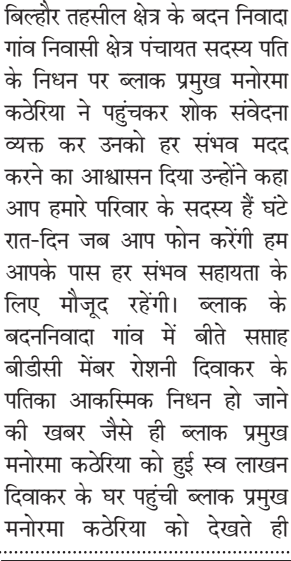 बिल्हौर तहसील क्षेत्र के बदन निवादा
गांव निवासी क्षेत्र पंचायत सदस्य पति
के निधन पर ब्लाक प्रमुख मनोरमा
कठेरिया ने पहुंचकर शोक संवेदना
व्यक्त कर उनको हर संभव मदद
करने का आश्वासन दिया उन्होंने कहा
आप हमारे परिवार के सदस्य हैं घंटे
रात-दिन जब आप फोन करेंगी हम
आपके पास हर संभव सहायता के
लिए मौजूद रहेंगी। ब्लाक के
बदननिवादा गांव में बीते सप्ताह
बीडीसी मेंबर रोशनी दिवाकर के
पतिका आकस्मिक निधन हो जाने
की खबर जैसे ही ब्लाक प्रमुख
मनोरमा कठेरिया को हुई स्व लाखन
दिवाकर के घर पहुंची ब्लाक प्रमुख
मनोरमा कठेरिया को देखते ही